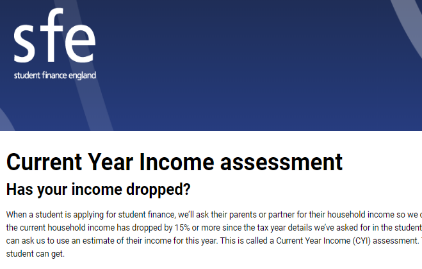 sfe
student finance england
Current Year Income assessment
Has your income dropped?
When a student is applying for student finance, we'll ask their parents or partner for their household income so we
the current household income has dropped by 15% or more since the tax year details we've asked for in the student
can ask us to use an estimate of their income for this year. This is called a Current Year Income (CYI) assessment.
student can get.